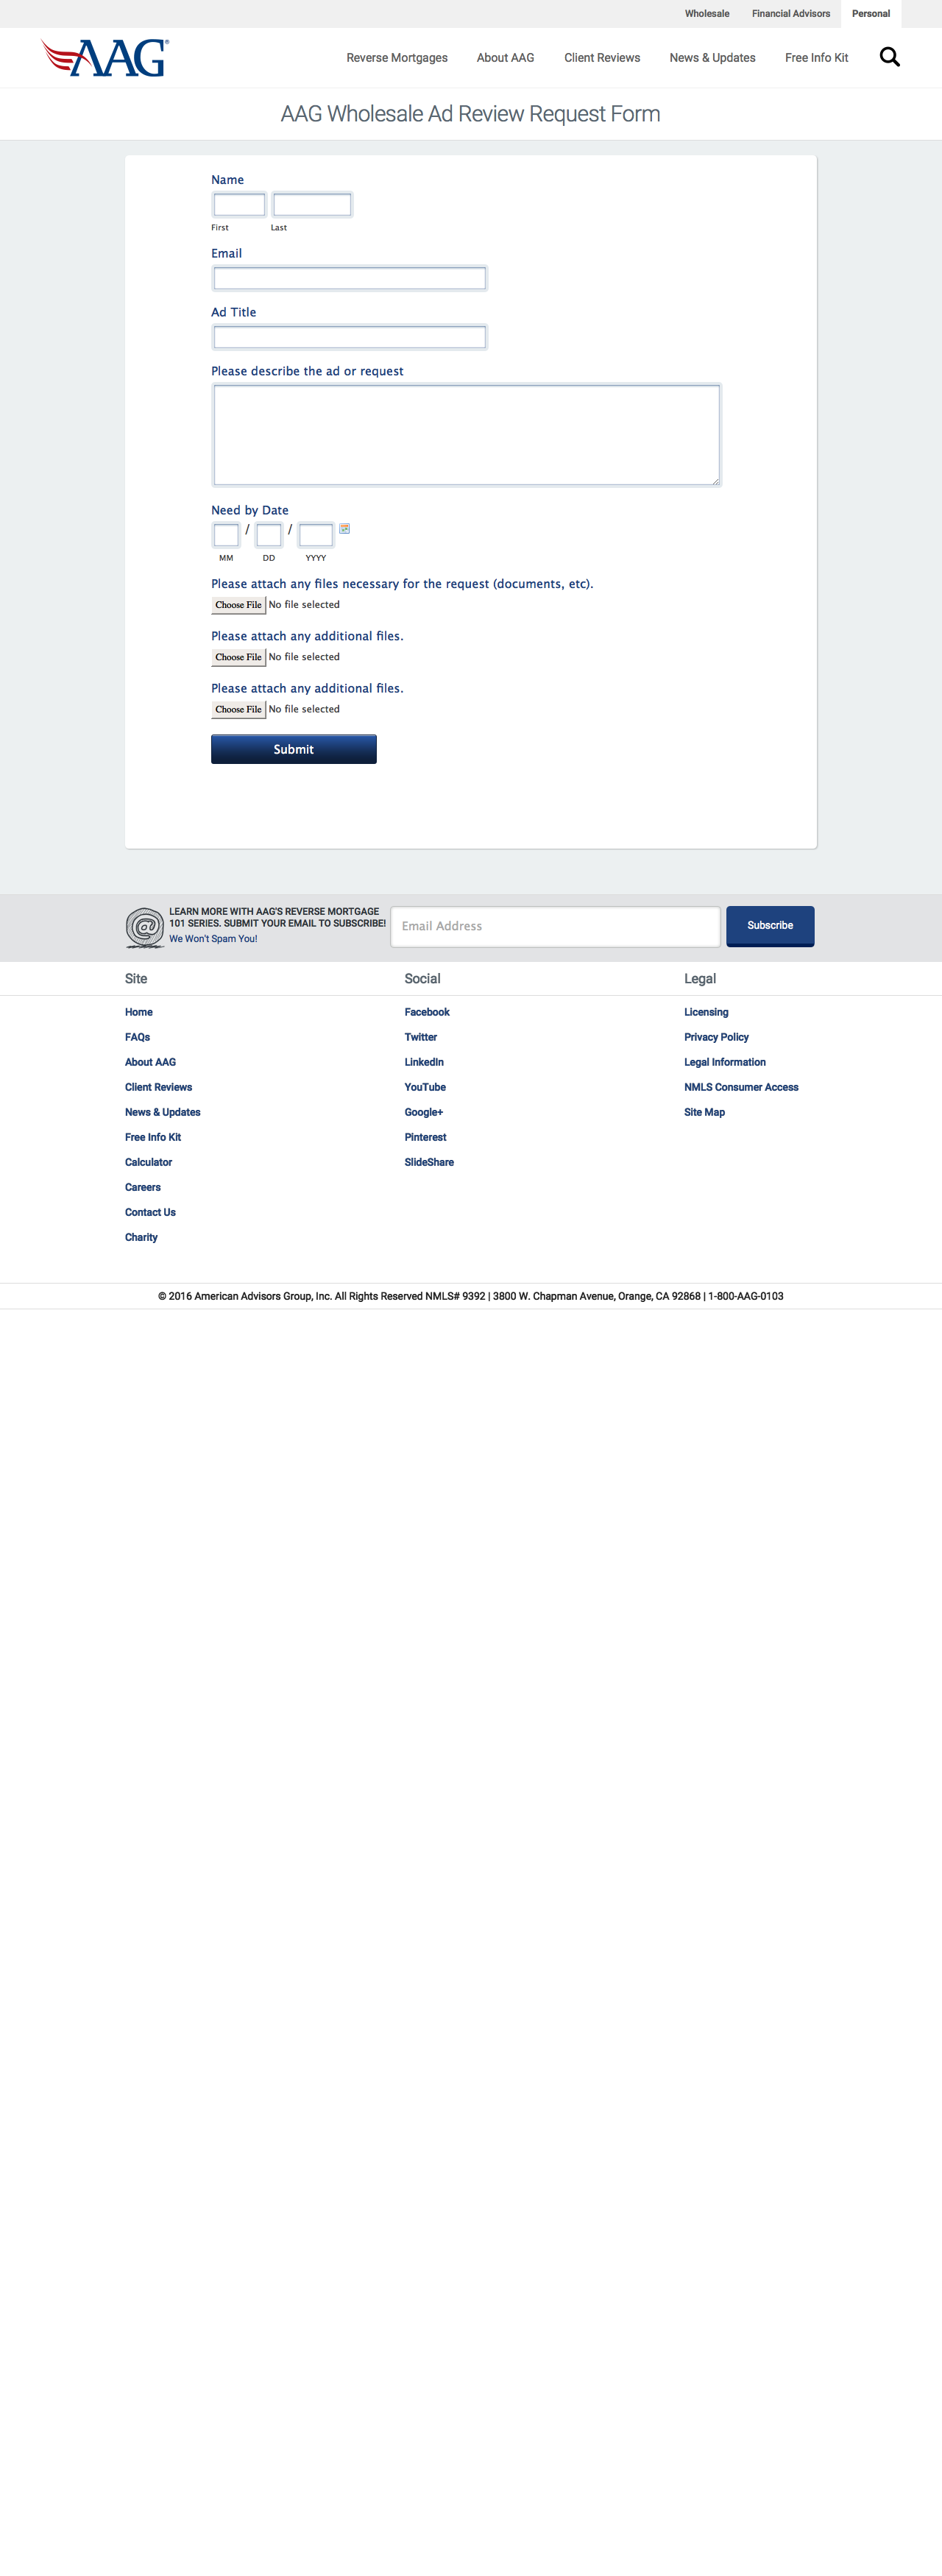 Wholesale Financial Advisors Personal
AAG®
Reverse Mortgages About AAG Client Reviews News & Updates Free Info Kit
AAG Wholesale Ad Review Request Form
Name
First Last
Email
Ad Title
Please describe the ad or request
Need by Date
/ /
MM DD YYYY
Please attach any files necessary for the request (documents, etc).
Choose File No file selected
Please attach any additional files.
Choose File No file selected
Please attach any additional files.
Choose File No file selected
Submit
@
LEARN MORE WITH AAG'S REVERSE MORTGAGE
101 SERIES. SUBMIT YOUR EMAIL TO SUBSCRIBE!
We Won't Spam You!
Email Address
Subscribe
Site
Home
FAQs
About AAG
Client Reviews
News & Updates
Free Info Kit
Calculator
Careers
Contact Us
Charity
Social
Facebook
Twitter
LinkedIn
YouTube
Google+
Pinterest
SlideShare
Legal
Licensing
Privacy Policy
Legal Information
NMLS Consumer Access
Site Map
© 2016 American Advisors Group, Inc. All Rights Reserved NMLS# 9392 | 3800 W. Chapman Avenue, Orange, CA 92868 | 1-800-AAG-0103